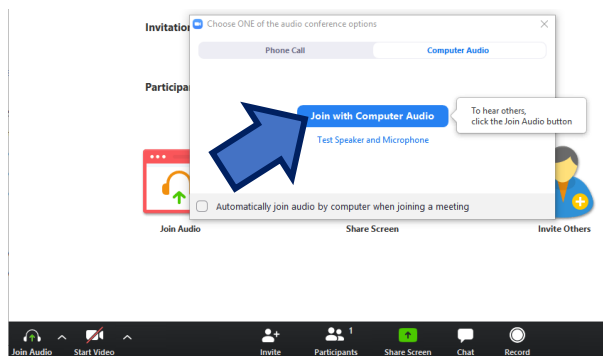 Invitation
Choose ONE of the audio conference options
Phone Call
Computer Audio
Participa
Join with Computer Audio
To hear others,
click the Join Audio button
Test Speaker and Microphone
Automatically join audio by computer when joining a meeting
Join Audio
Share Screen
Invite Others
1
Join Audio
Start Video
Invite
Participants
Share Screen
Chat
Record